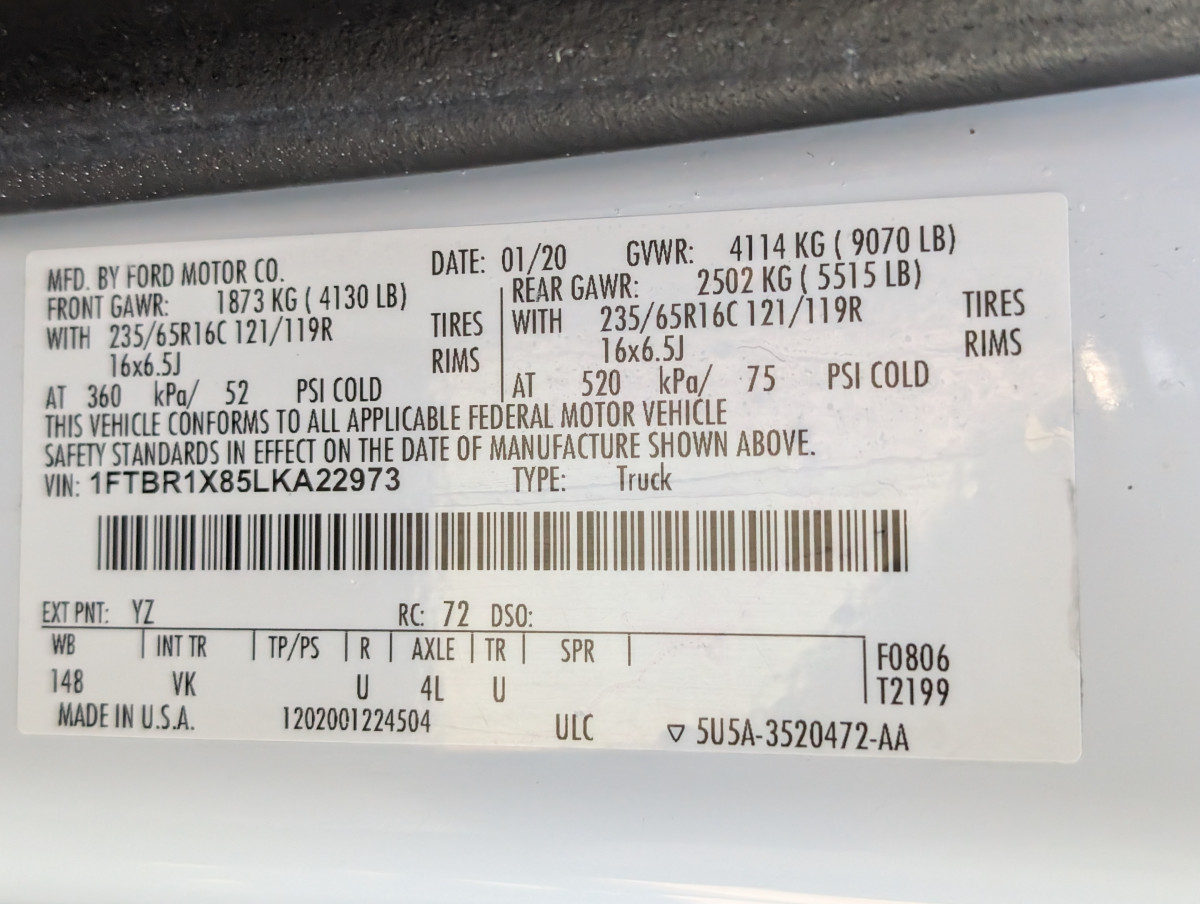 MFD. BY FORD MOTOR CO. DATE: 01/20 GVWR: 4114 KG ( 9070 LB)
FRONT GAWR: 1873 KG ( 4130 LB) REAR GAWR: 2502 KG ( 5515 LB)
WITH 235/65R16C 121/119R TIRES WITH 235/65R16C 121/119R TIRES
16x6.5J RIMS 16x6.5J RIMS
AT 360 kPa/ 52 PSI COLD AT 520 kPa/ 75 PSI COLD
THIS VEHICLE CONFORMS TO ALL APPLICABLE FEDERAL MOTOR VEHICLE
SAFETY STANDARDS IN EFFECT ON THE DATE OF MANUFACTURE SHOWN ABOVE.
VIN: 1FTBR1X85LKA22973 TYPE: Truck
EXT PNT: YZ RC: 72 DSO:
WB INT TR TP/PS R AXLE TR SPR F0806
148 VK U 4L U T2199
MADE IN U.S.A. 1202001224504 ULC ▽ 5U5A-3520472-AA